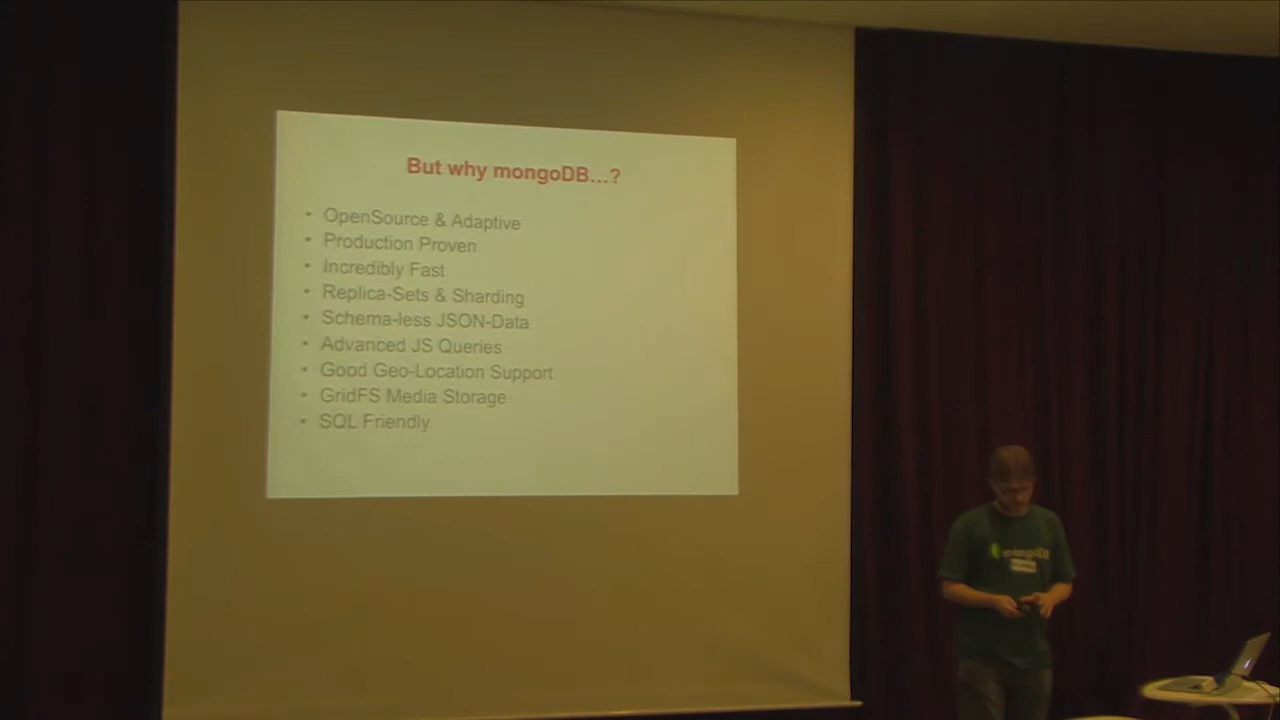 But why mongoDB...?
• OpenSource & Adaptive
• Production Proven
• Incredibly Fast
• Replica-Sets & Sharding
• Schema-less JSON-Data
• Advanced JS Queries
• Good Geo-Location Support
• GridFS Media Storage
• SQL Friendly
mongoDB